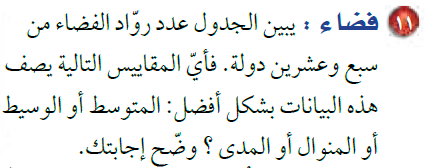 ١١ فضاء : يبين الجدول عدد روّاد الفضاء من
سبع وعشرين دولة. فأيّ المقاييس التالية يصف
هذه البيانات بشكل أفضل: المتوسط أو الوسيط
أو المنوال أو المدى ؟ وضّح إجابتك.